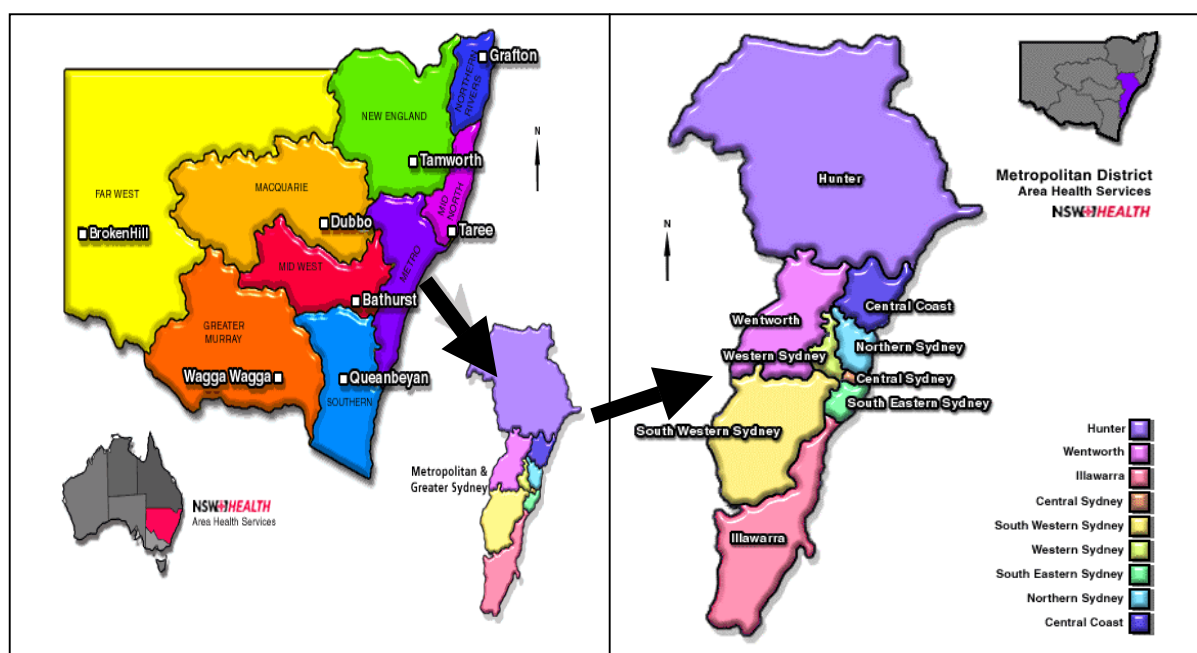 Grafton
NORTHERN
RIVERS
NEW ENGLAND
N
Tamworth
MACQUARIE
FAR WEST
MID
NORTH
Dubbo
BrokenHill
Taree
METRO
MID WEST
Bathurst
GREATER
MURRAY
Wagga Wagga
Queanbeyan
SOUTHERN
Metropolitan &
Greater Sydney
NSW HEALTH
Area Health Services
Hunter
Metropolitan District
Area Health Services
NSW HEALTH
N
Central Coast
Wentworth
Northern Sydney
Western Sydney
Central Sydney
South Eastern Sydney
South Western Sydney
Illawarra
Hunter
Wentworth
Illawarra
Central Sydney
South Western Sydney
Western Sydney
South Eastern Sydney
Northern Sydney
Central Coast